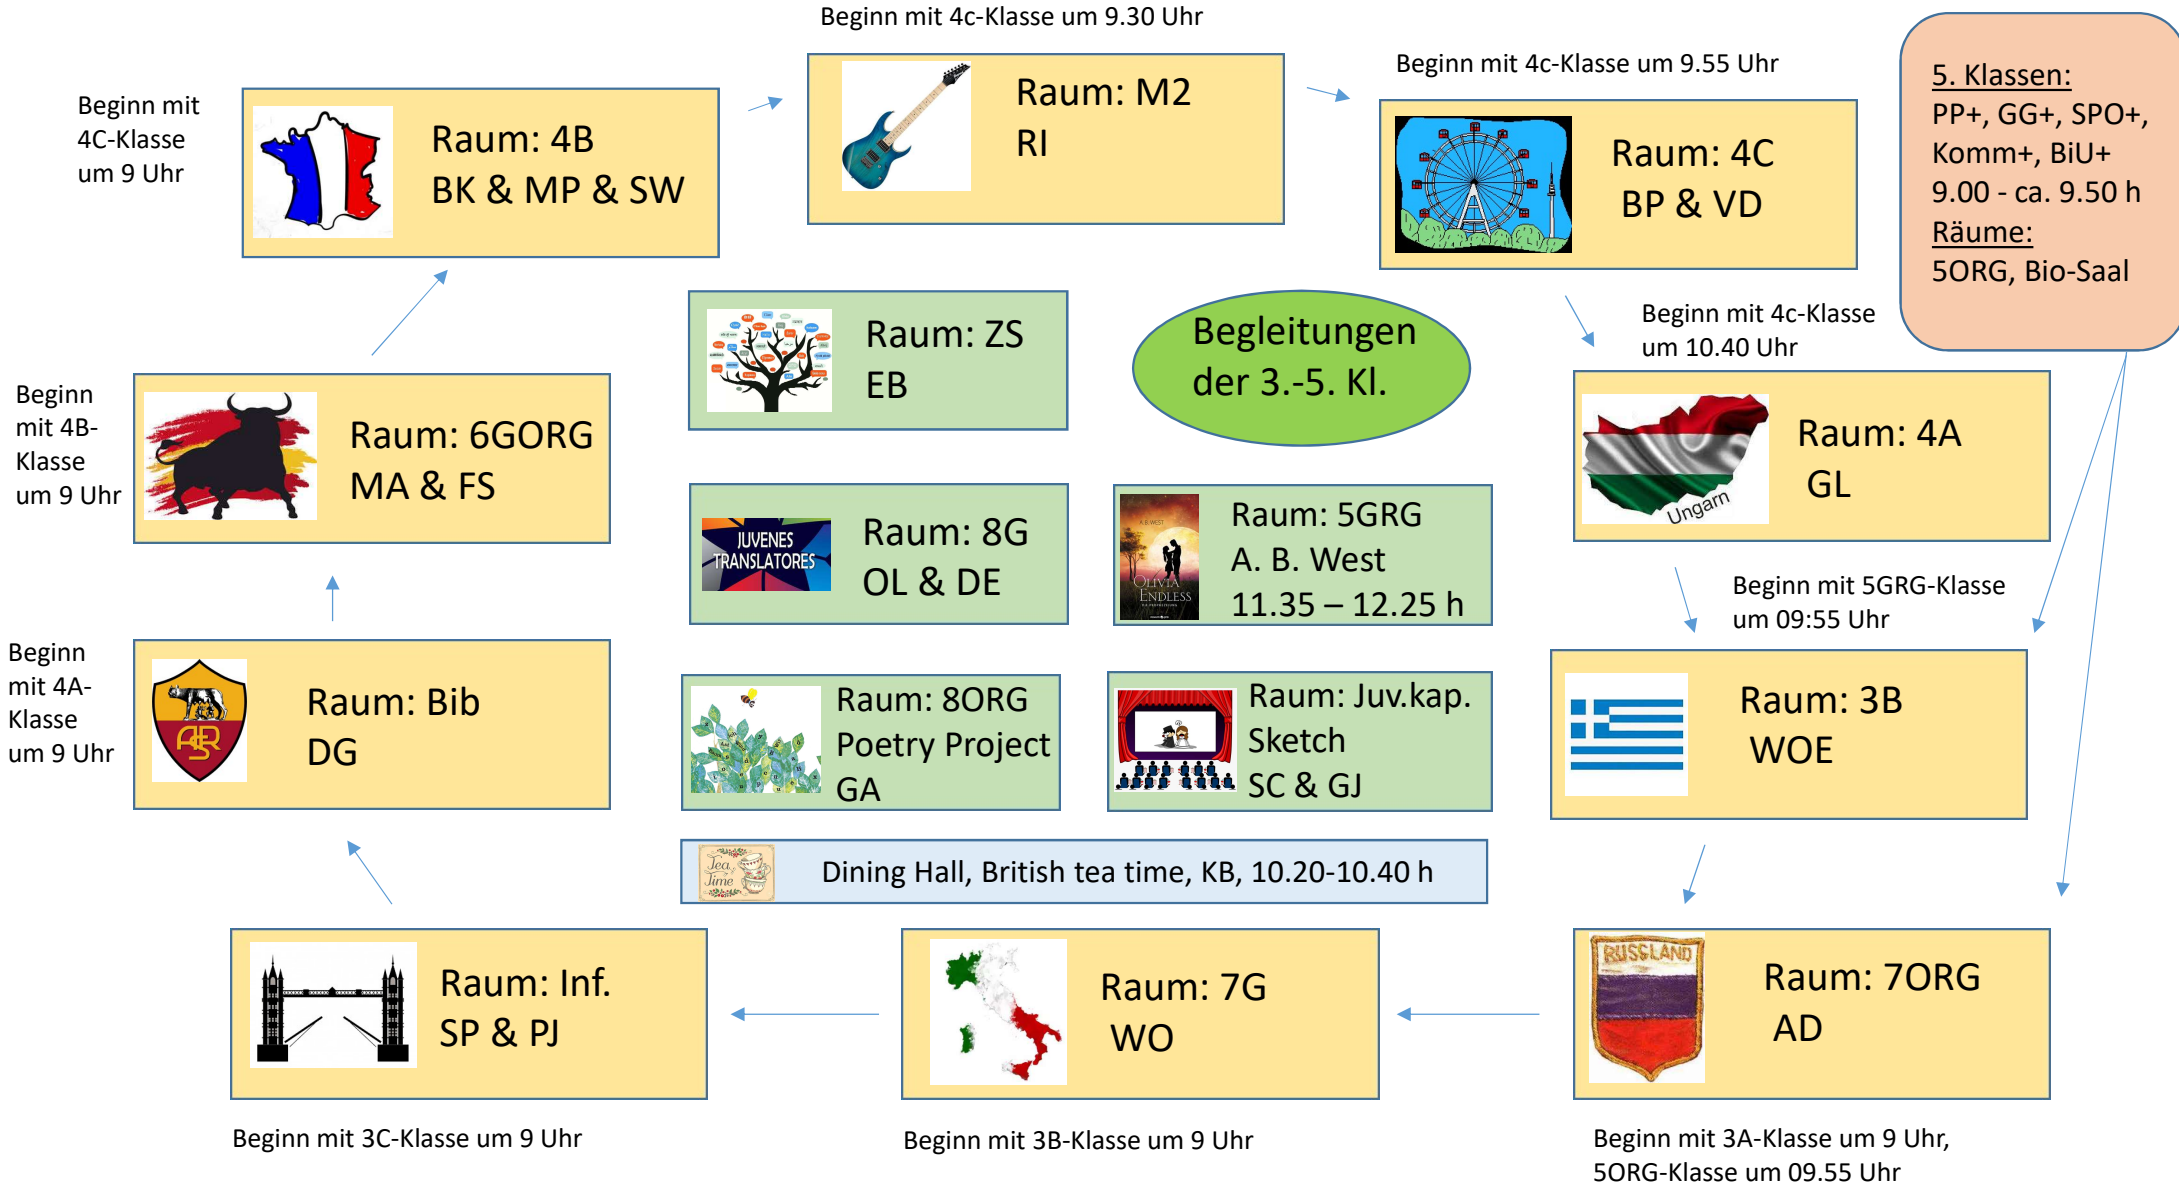 Beginn mit 4c-Klasse um 9.30 Uhr
Beginn mit 4c-Klasse um 9.55 Uhr
5. Klassen:
PP+, GG+, SPO+,
Komm+, BiU+
9.00 - ca. 9.50 h
Räume:
5ORG, Bio-Saal
Beginn mit
4C-Klasse
um 9 Uhr
Raum: 4B
BK & MP & SW
Raum: M2
RI
Raum: 4C
BP & VD
Beginn mit 4c-Klasse
um 10.40 Uhr
Raum: ZS
EB
Begleitungen
der 3.-5. Kl.
Beginn
mit 4B-
Klasse
um 9 Uhr
Raum: 6GORG
MA & FS
Raum: 4A
GL
Ungarn
JUVENES
TRANSLATORES
Raum: 8G
OL & DE
A. B. WEST
OLIVIA
ENDLESS
Raum: 5GRG
A. B. West
11.35 – 12.25 h
Beginn mit 5GRG-Klasse
um 09:55 Uhr
Beginn
mit 4A-
Klasse
um 9 Uhr
Raum: Bib
DG
Raum: 8ORG
Poetry Project
GA
Raum: Juv.kap.
Sketch
SC & GJ
Raum: 3B
WOE
Tea
Time
Dining Hall, British tea time, KB, 10.20-10.40 h
Raum: Inf.
SP & PJ
Raum: 7G
WO
RUSSLAND
Raum: 7ORG
AD
Beginn mit 3C-Klasse um 9 Uhr
Beginn mit 3B-Klasse um 9 Uhr
Beginn mit 3A-Klasse um 9 Uhr,
5ORG-Klasse um 09.55 Uhr